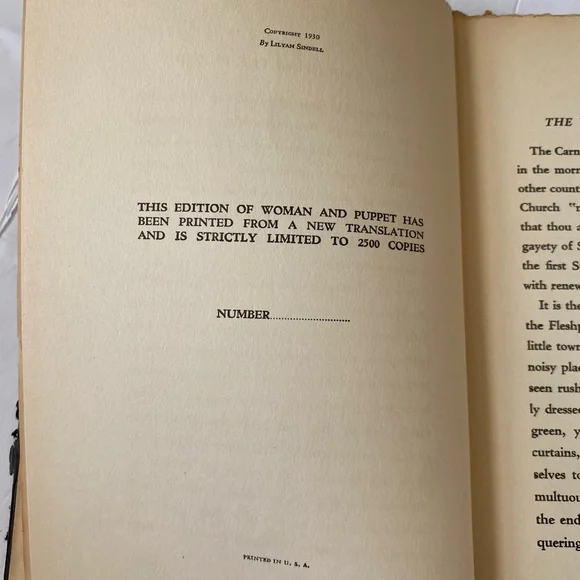 COPYRIGHT 1930
By LILYAN SINDELL
THIS EDITION OF WOMAN AND PUPPET HAS
BEEN PRINTED FROM A NEW TRANSLATION
AND IS STRICTLY LIMITED TO 2500 COPIES
NUMBER............................
PRINTED IN U. S. A.
THE
The Carn
in the morn
other count
Church "r
that thou a
gayety of S
the first S
with renew
It is the
the Fleshp
little town
noisy pla
seen rush
ly dresse
green, y
curtains,
selves to
multuou
the end
quering